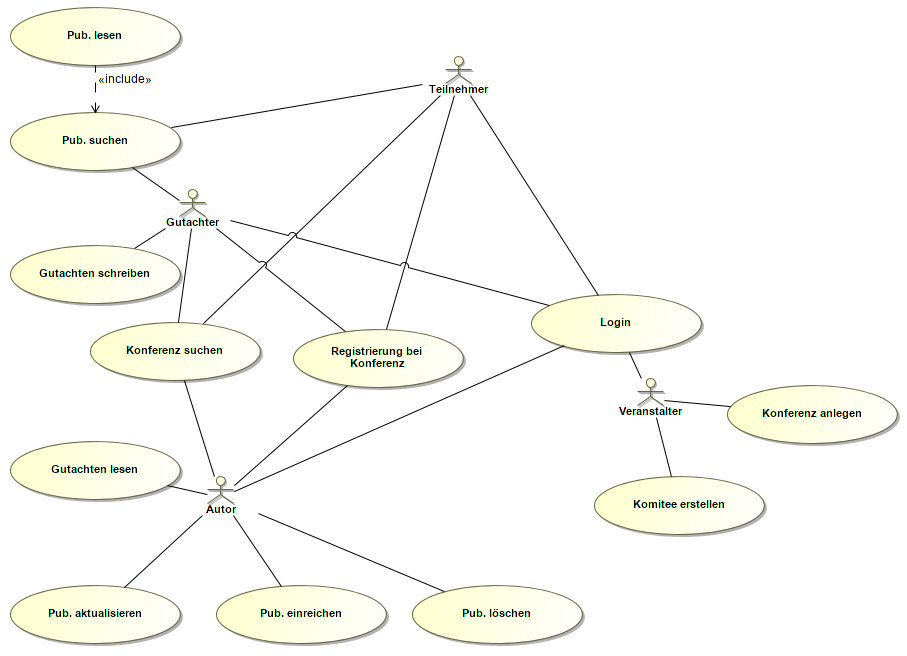 Pub. lesen
«include»
Teilnehmer
Pub. suchen
Gutachter
Gutachten schreiben
Login
Konferenz suchen
Registrierung bei
Konferenz
Veranstalter
Konferenz anlegen
Gutachten lesen
Komitee erstellen
Autor
Pub. aktualisieren
Pub. einreichen
Pub. löschen